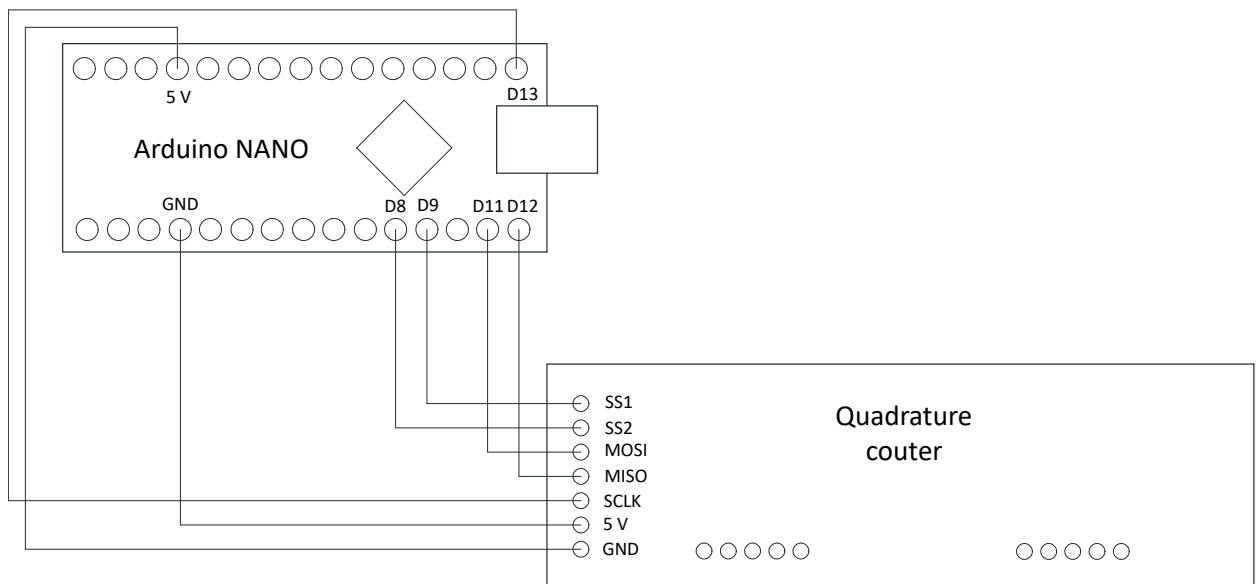 5 V
D13
Arduino NANO
GND
D8
D9
D11
D12
SS1
SS2
MOSI
MISO
SCLK
5 V
GND
Quadrature
couter